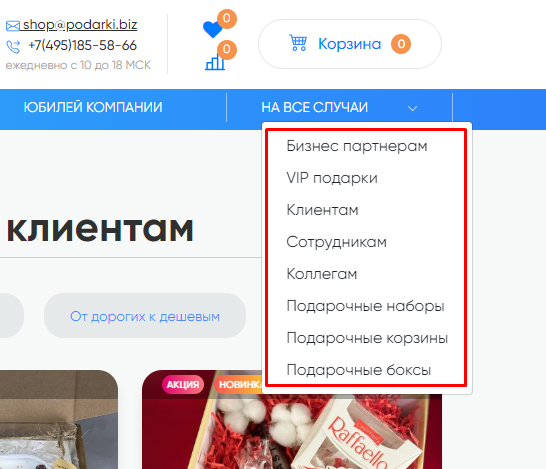 shop@podarki.biz
0
+7(495)185-58-66
ежедневно с 10 до 18 МСК
0
Корзина 0
ЮБИЛЕЙ КОМПАНИИ
НА ВСЕ СЛУЧАИ
Бизнес партнерам
VIP подарки
клиентам
Клиентам
Сотрудникам
Коллегам
Подарочные наборы
От дорогих к дешевым
Подарочные корзины
Подарочные боксы
АКЦИЯ
НОВИНКА
Raffaello